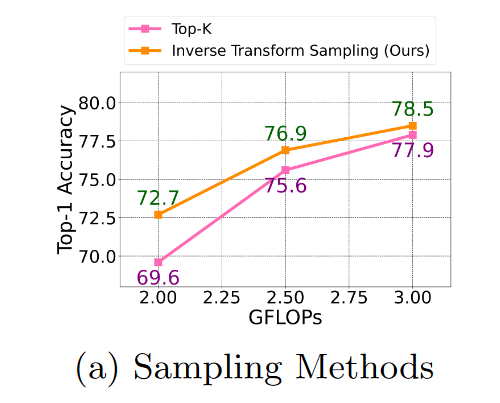 Top-K
Inverse Transform Sampling (Ours)
80.0
77.5
75.0
72.5
70.0
Top-1 Accuracy
72.7
76.9
78.5
69.6
75.6
77.9
2.00 2.25 2.50 2.75 3.00
GFLOPs
(a) Sampling Methods